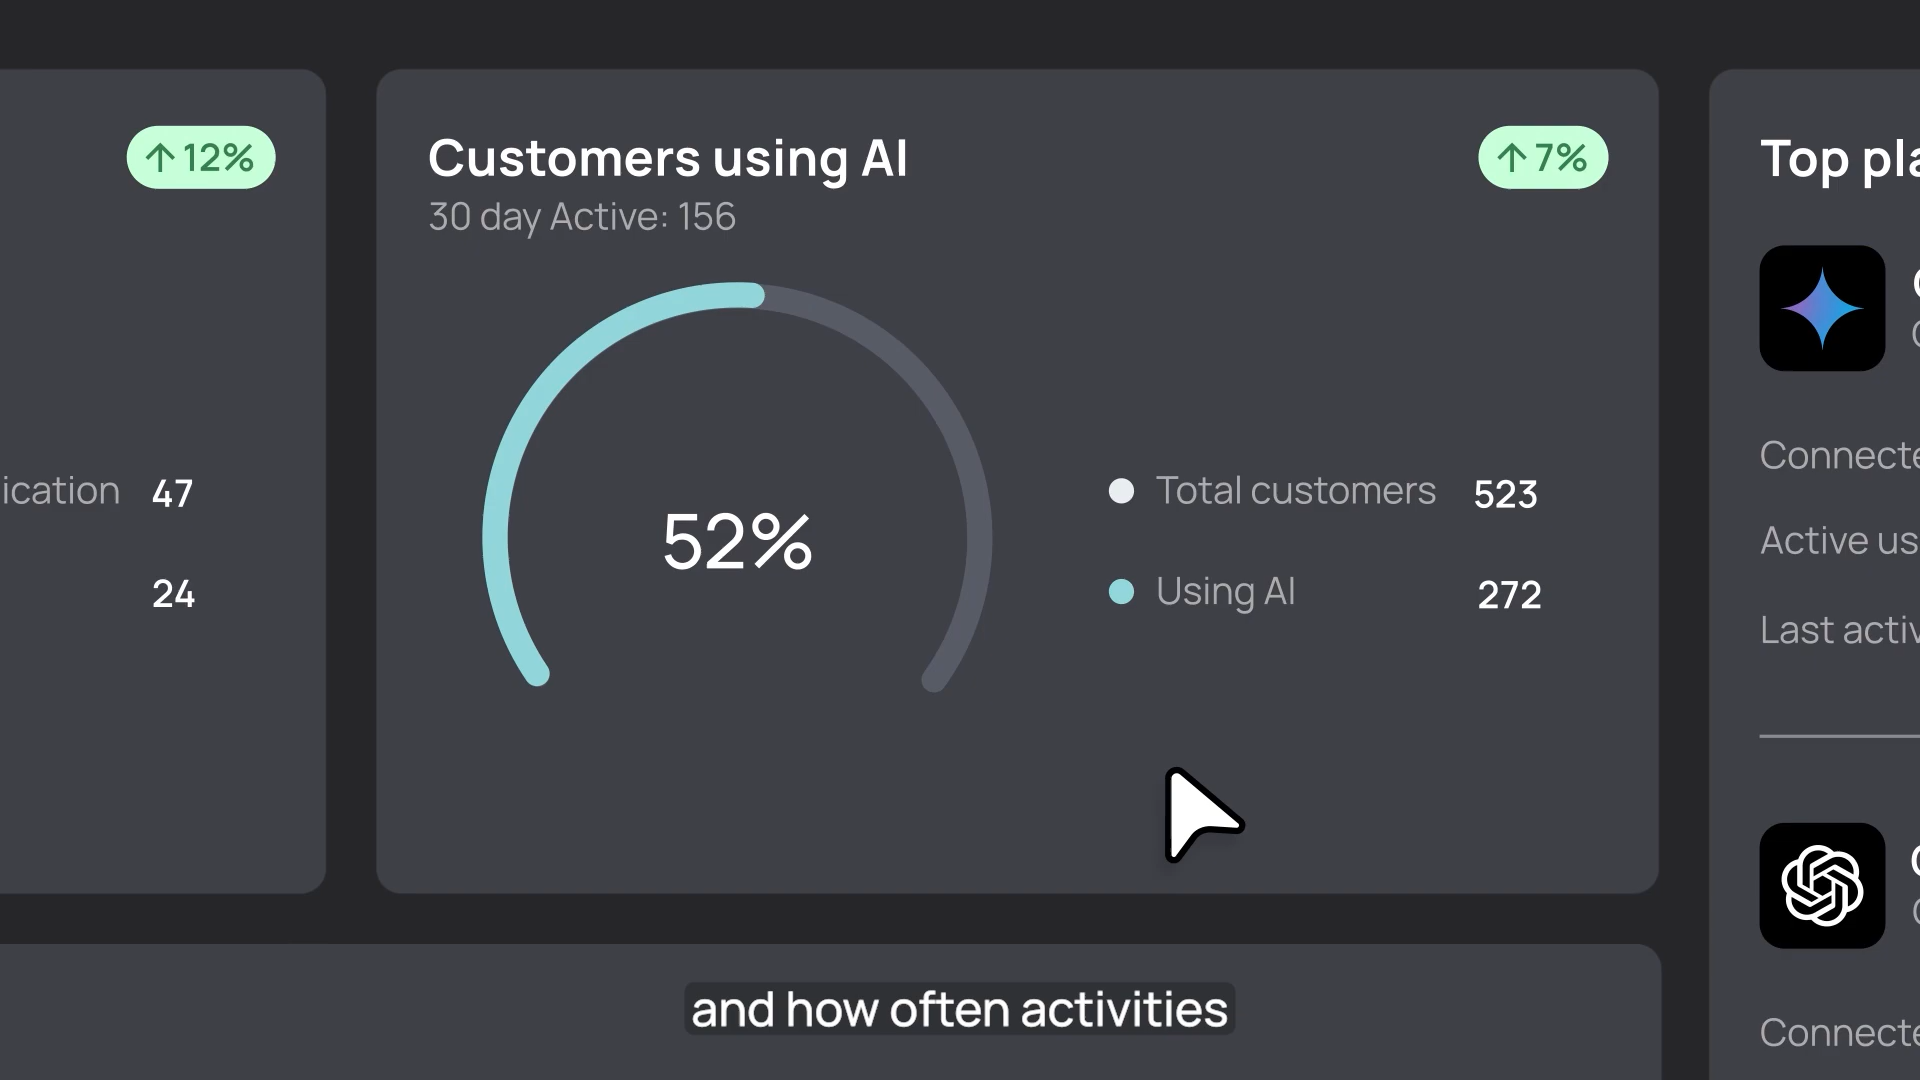 12%
ication 47
24
Customers using AI
7%
30 day Active: 156
52%
Total customers 523
Using AI 272
Top pla
Connecte
Active us
Last activ
Connecte
and how often activities